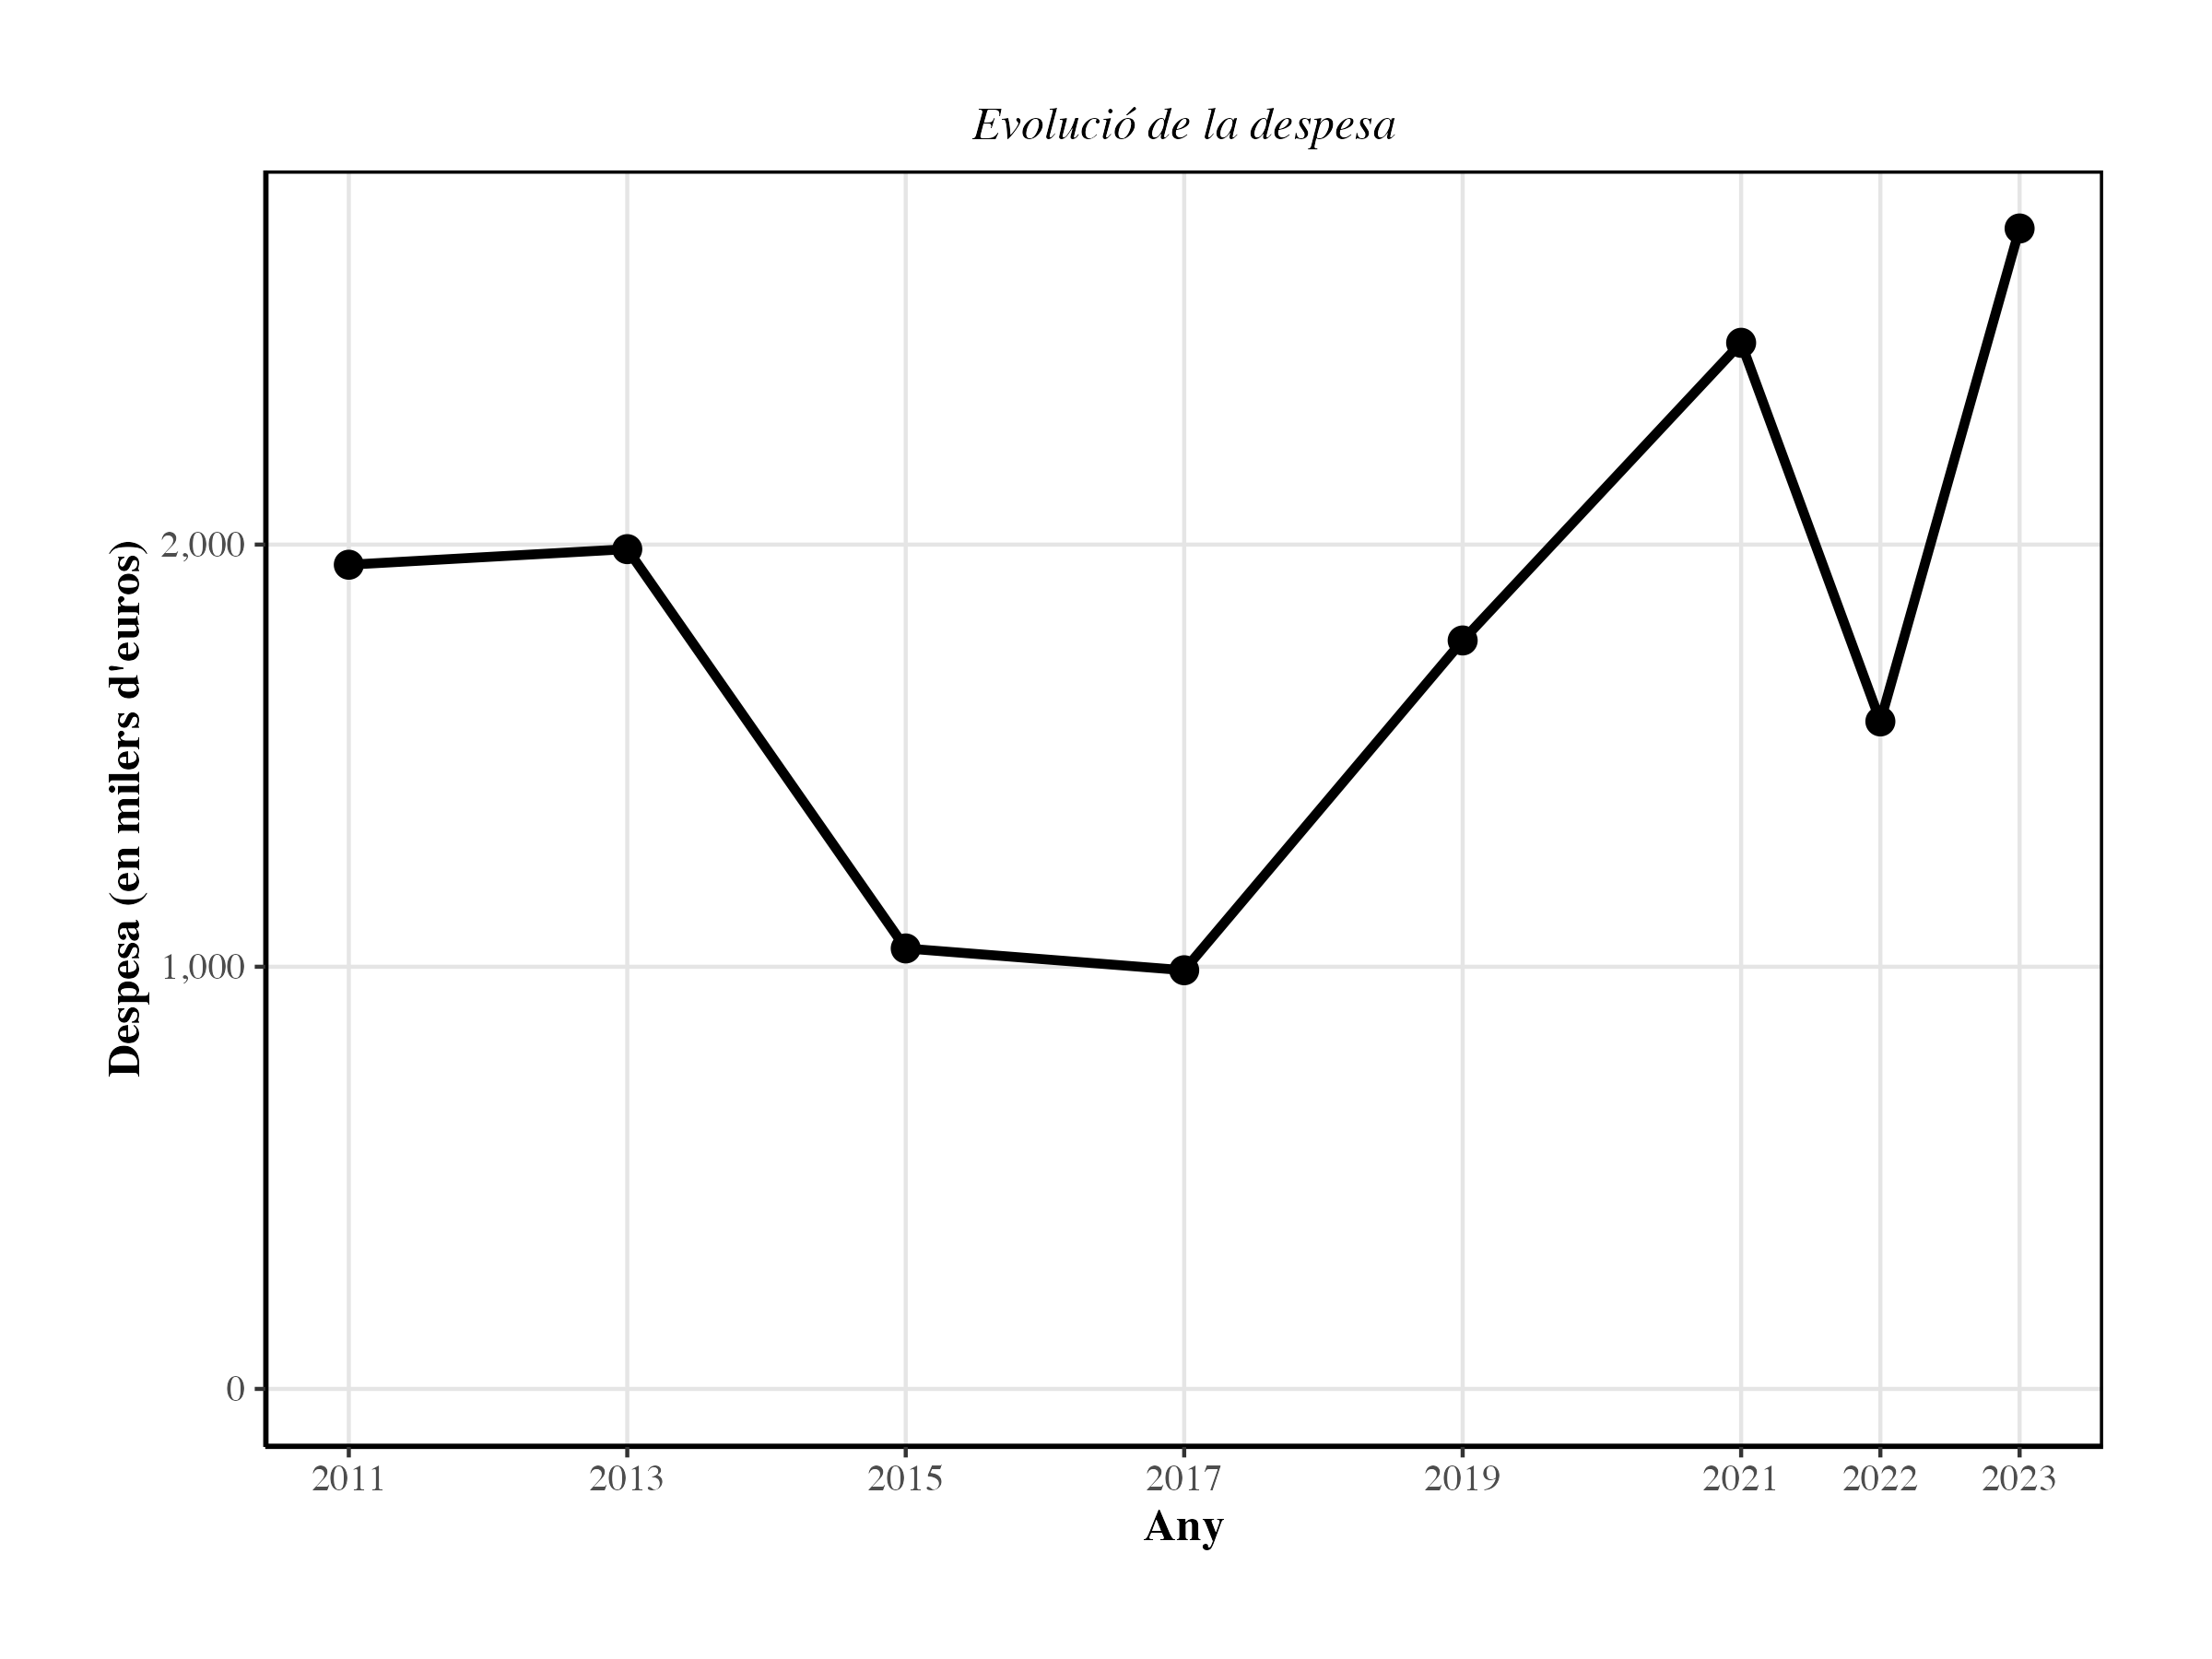 Evolució de la despesa
Despesa (en milers d'euros)
2,000
1,000
0
2011 2013 2015 2017 2019 2021 2022 2023
Any